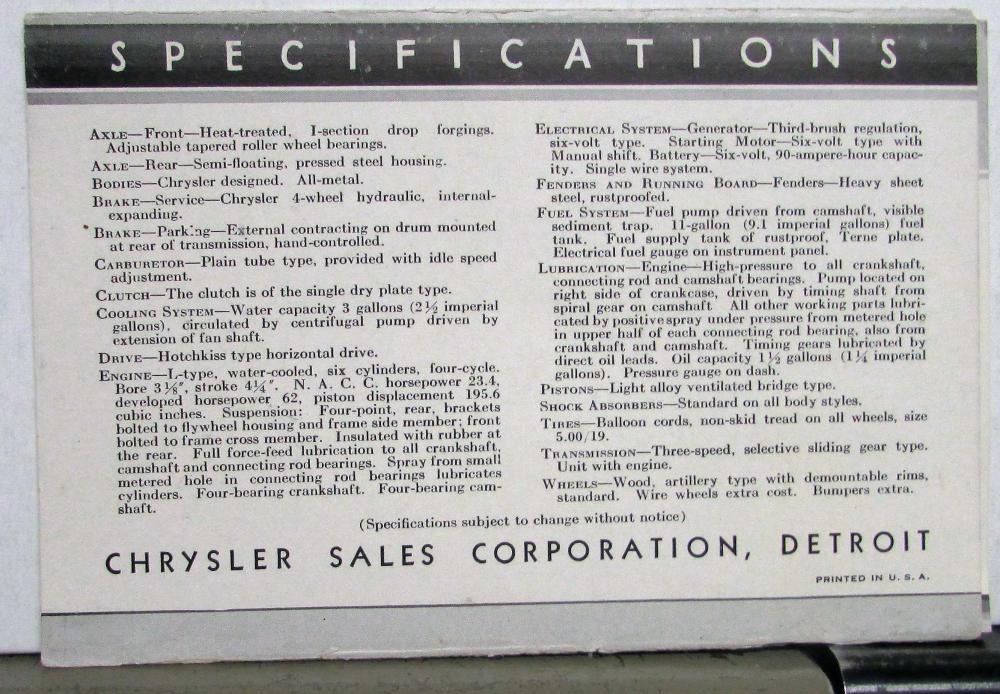 SPECIFICATIONS
AXLE—Front—Heat-treated, I-section drop forgings.
Adjustable tapered roller wheel bearings.
AXLE—Rear—Semi-floating, pressed steel housing.
BODIES—Chrysler designed. All-metal.
BRAKE—Service—Chrysler 4-wheel hydraulic, internal-
expanding.
BRAKE—Parking—External contracting on drum mounted
at rear of transmission, hand-controlled.
CARBURETOR—Plain tube type, provided with idle speed
adjustment.
CLUTCH—The clutch is of the single dry plate type.
COOLING SYSTEM—Water capacity 3 gallons (2½ imperial
gallons), circulated by centrifugal pump driven by
extension of fan shaft.
DRIVE—Hotchkiss type horizontal drive.
ENGINE—L-type, water-cooled, six cylinders, four-cycle.
Bore 3⅛", stroke 4¼". N. A. C. C. horsepower 23.4,
developed horsepower 62, piston displacement 195.6
cubic inches. Suspension: Four-point, rear, brackets
bolted to flywheel housing and frame side member; front
bolted to frame cross member. Insulated with rubber at
the rear. Full force-feed lubrication to all crankshaft,
camshaft and connecting rod bearings. Spray from small
metered hole in connecting rod bearings lubricates
cylinders. Four-bearing crankshaft. Four-bearing cam-
shaft.
ELECTRICAL SYSTEM—Generator—Third-brush regulation,
six-volt type. Starting Motor—Six-volt type with
Manual shift. Battery—Six-volt, 90-ampere-hour capac-
ity. Single wire system.
FENDERS AND RUNNING BOARD—Fenders—Heavy sheet
steel, rustproofed.
FUEL SYSTEM—Fuel pump driven from camshaft, visible
sediment trap. 11-gallon (9.1 imperial gallons) fuel
tank. Fuel supply tank of rustproof, Terne plate.
Electrical fuel gauge on instrument panel.
LUBRICATION—Engine—High-pressure to all crankshaft,
connecting rod and camshaft bearings. Pump located on
right side of crankcase, driven by timing shaft from
spiral gear on camshaft All other working parts lubri-
cated by positive spray under pressure from metered hole
in upper half of each connecting rod bearing, also from
crankshaft and camshaft. Timing gears lubricated by
direct oil leads. Oil capacity 1½ gallons (1¼ imperial
gallons). Pressure gauge on dash.
PISTONS—Light alloy ventilated bridge type.
SHOCK ABSORBERS—Standard on all body styles.
TIRES—Balloon cords, non-skid tread on all wheels, size
5.00/19.
TRANSMISSION—Three-speed, selective sliding gear type.
Unit with engine.
WHEELS—Wood, artillery type with demountable rims,
standard. Wire wheels extra cost. Bumpers extra.
(Specifications subject to change without notice)
CHRYSLER SALES CORPORATION, DETROIT
PRINTED IN U. S. A.